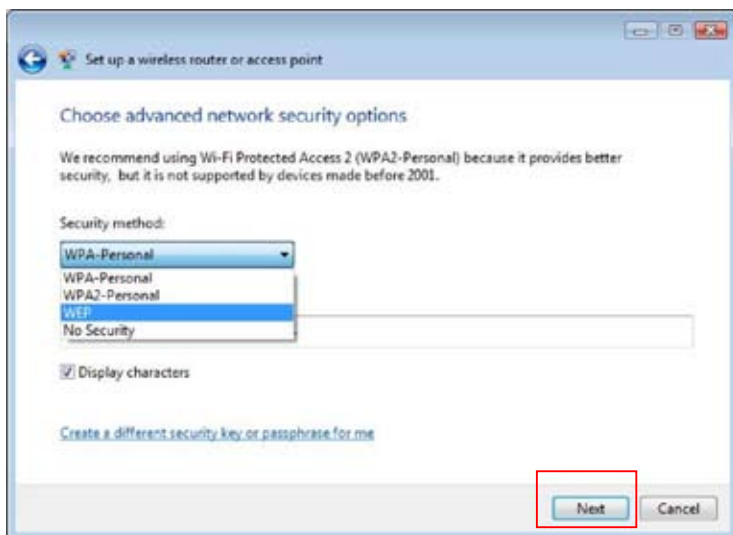 Set up a wireless router or access point
Choose advanced network security options
We recommend using Wi-Fi Protected Access 2 (WPA2-Personal) because it provides better
security, but it is not supported by devices made before 2001.
Security method:
WPA-Personal
WPA-Personal
WPA2-Personal
WEP
No Security
Display characters
Create a different security key or passphrase for me
Next
Cancel